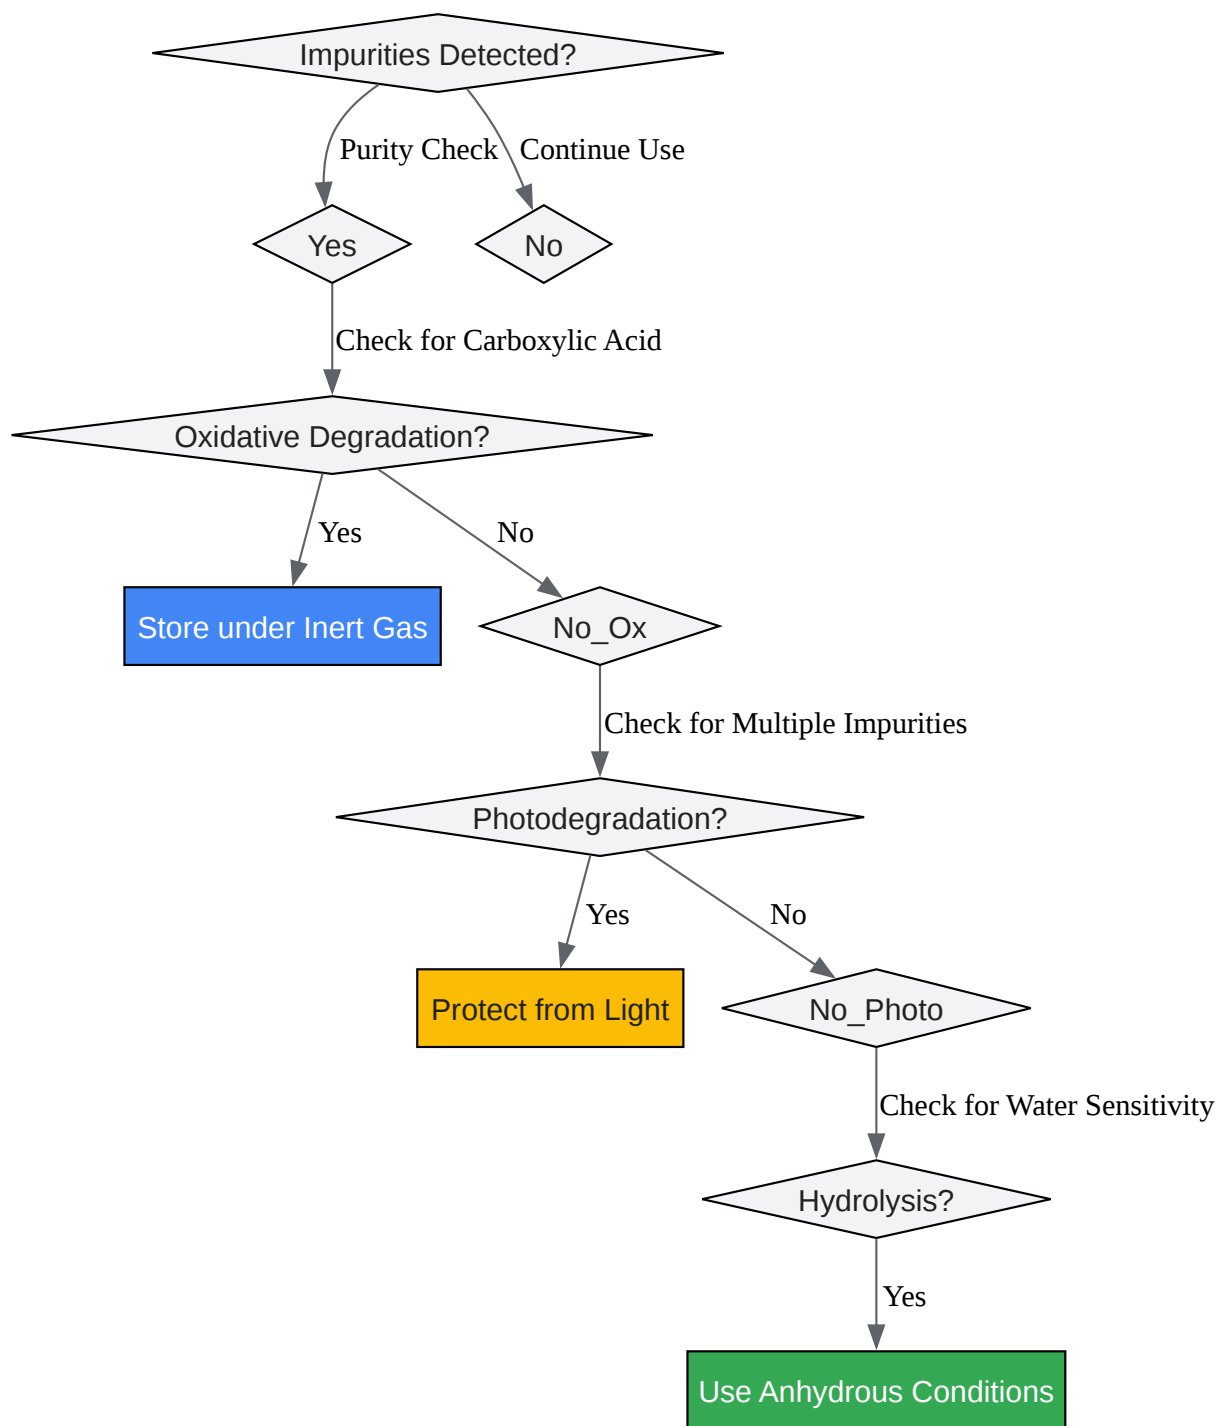 Impurities Detected?
Purity Check
Continue Use
Yes
No
Check for Carboxylic Acid
Oxidative Degradation?
Yes
No
Store under Inert Gas
No_Ox
Check for Multiple Impurities
Photodegradation?
Yes
No
Protect from Light
No_Photo
Check for Water Sensitivity
Hydrolysis?
Yes
Use Anhydrous Conditions